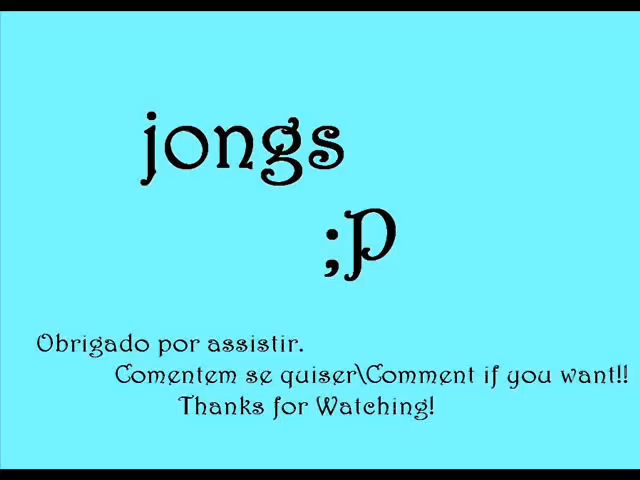 jongs
;p
Obrigado por assistir.
Comentem se quiser\Comment if you want!!
Thanks for Watching!